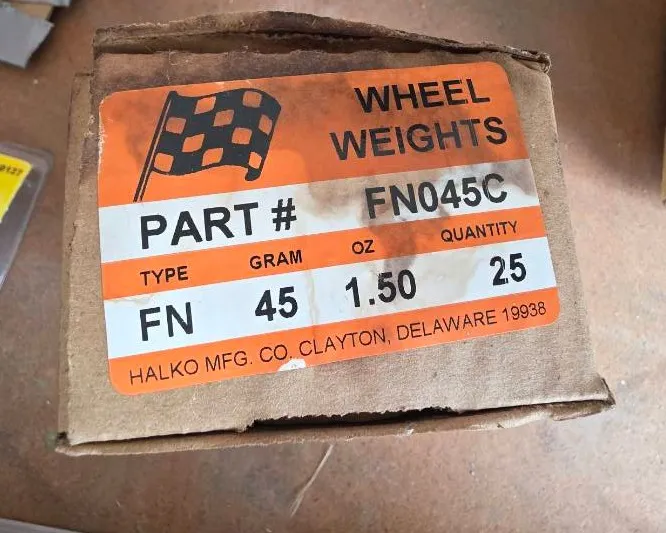 WHEEL
WEIGHTS
PART # FN045C
TYPE GRAM OZ QUANTITY
FN 45 1.50 25
HALKO MFG. CO. CLAYTON, DELAWARE 19938